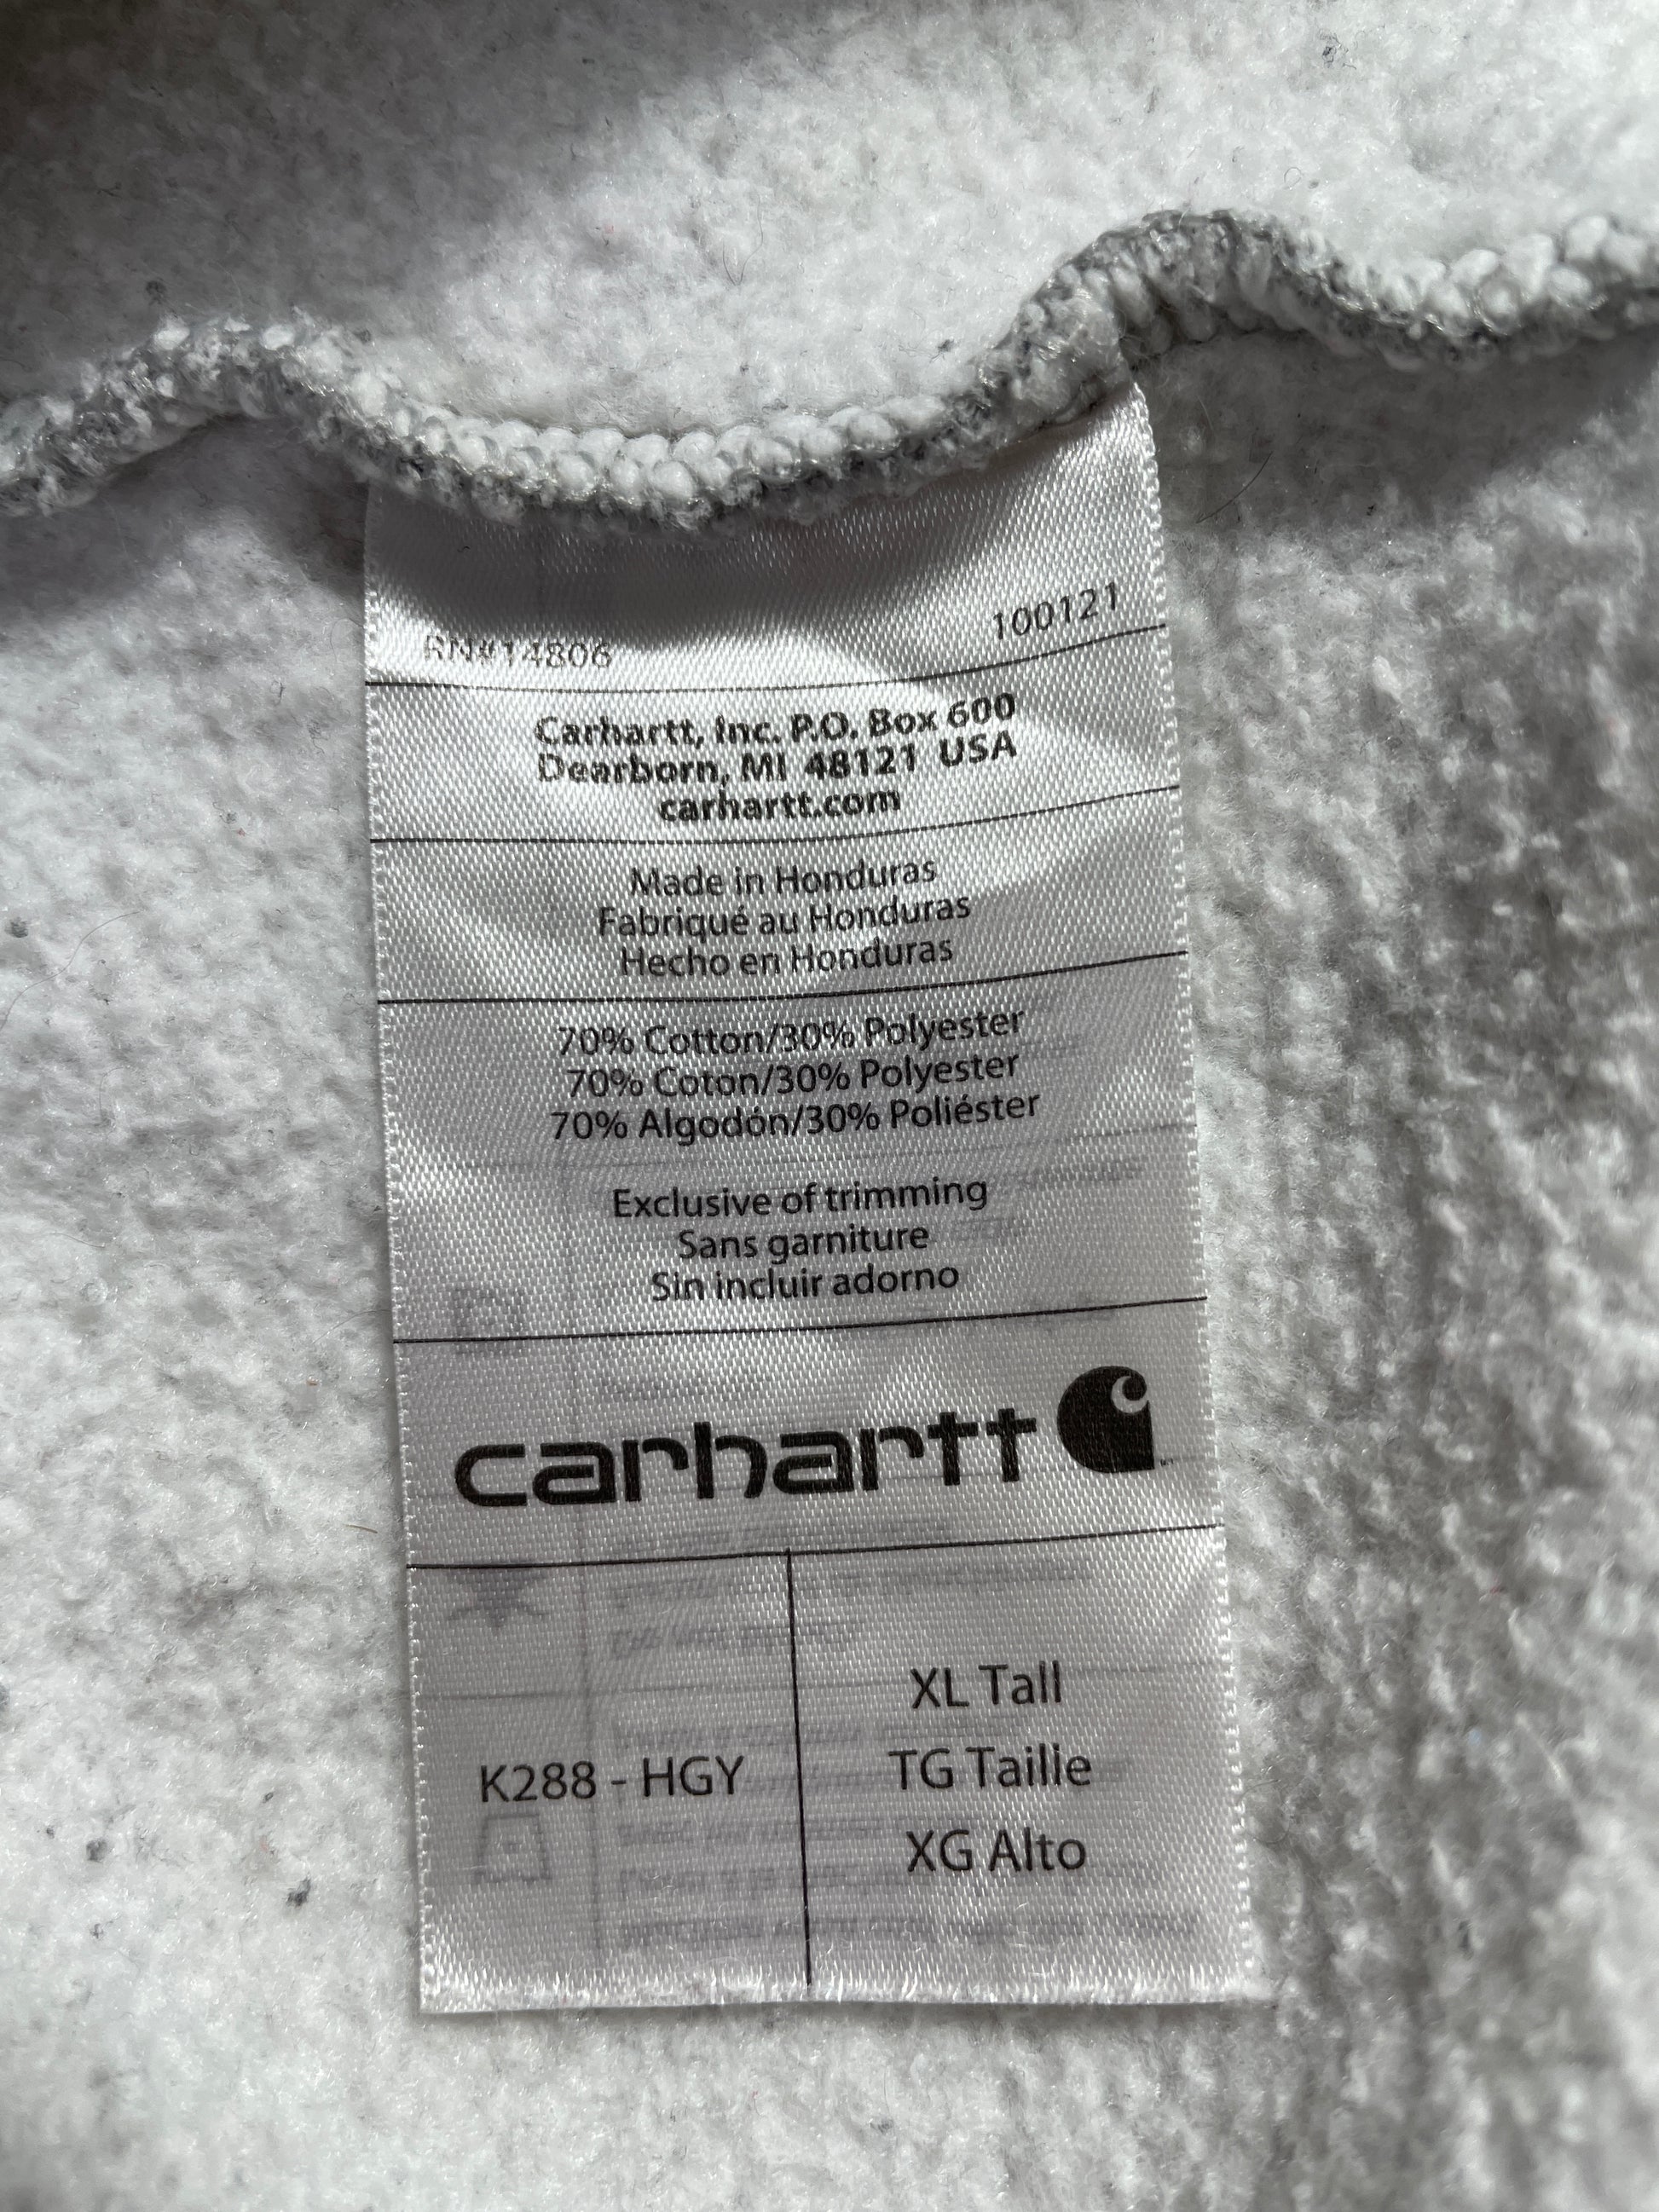 RN#14806 100121
Carhartt, Inc. P.O. Box 600
Dearborn, MI 48121 USA
carhartt.com
Made in Honduras
Fabriqué au Honduras
Hecho en Honduras
70% Cotton/30% Polyester
70% Coton/30% Polyester
70% Algodón/30% Poliéster
Exclusive of trimming
Sans garniture
Sin incluir adorno
carhartt
K288 - HGY
XL Tall
TG Taille
XG Alto